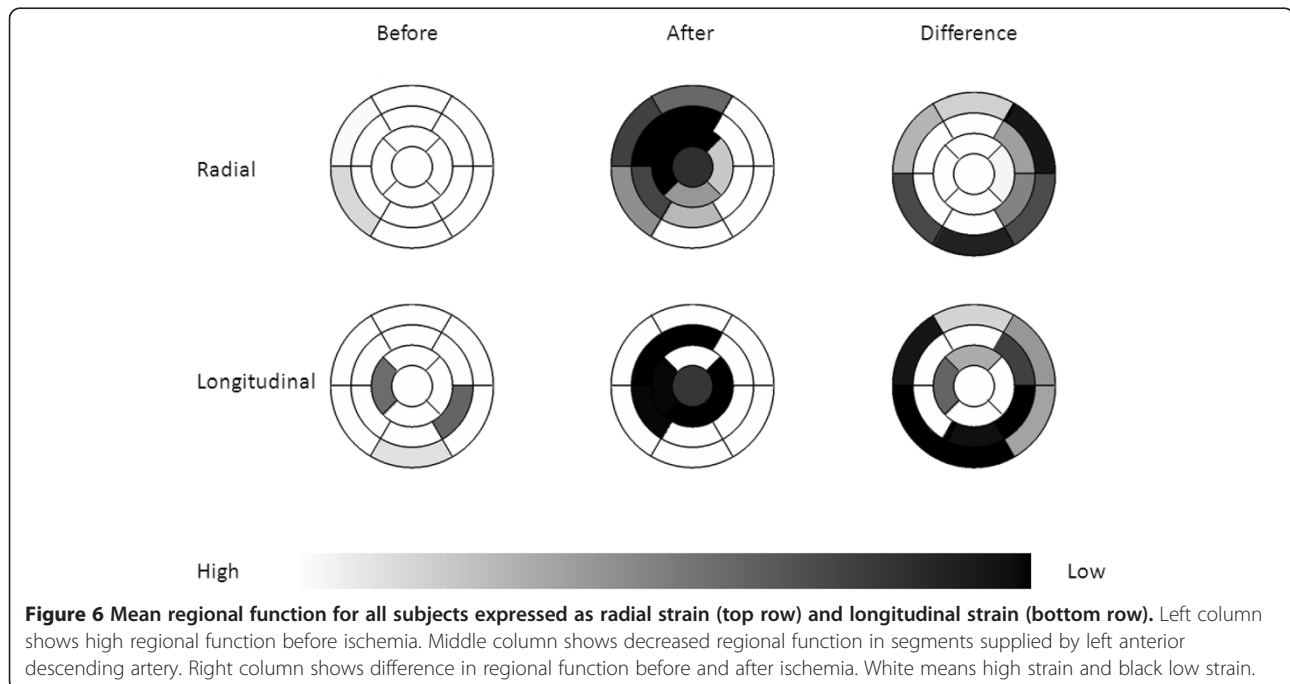 Before After Difference
Radial
Longitudinal
High Low
Figure 6 Mean regional function for all subjects expressed as radial strain (top row) and longitudinal strain (bottom row). Left column
shows high regional function before ischemia. Middle column shows decreased regional function in segments supplied by left anterior
descending artery. Right column shows difference in regional function before and after ischemia. White means high strain and black low strain.